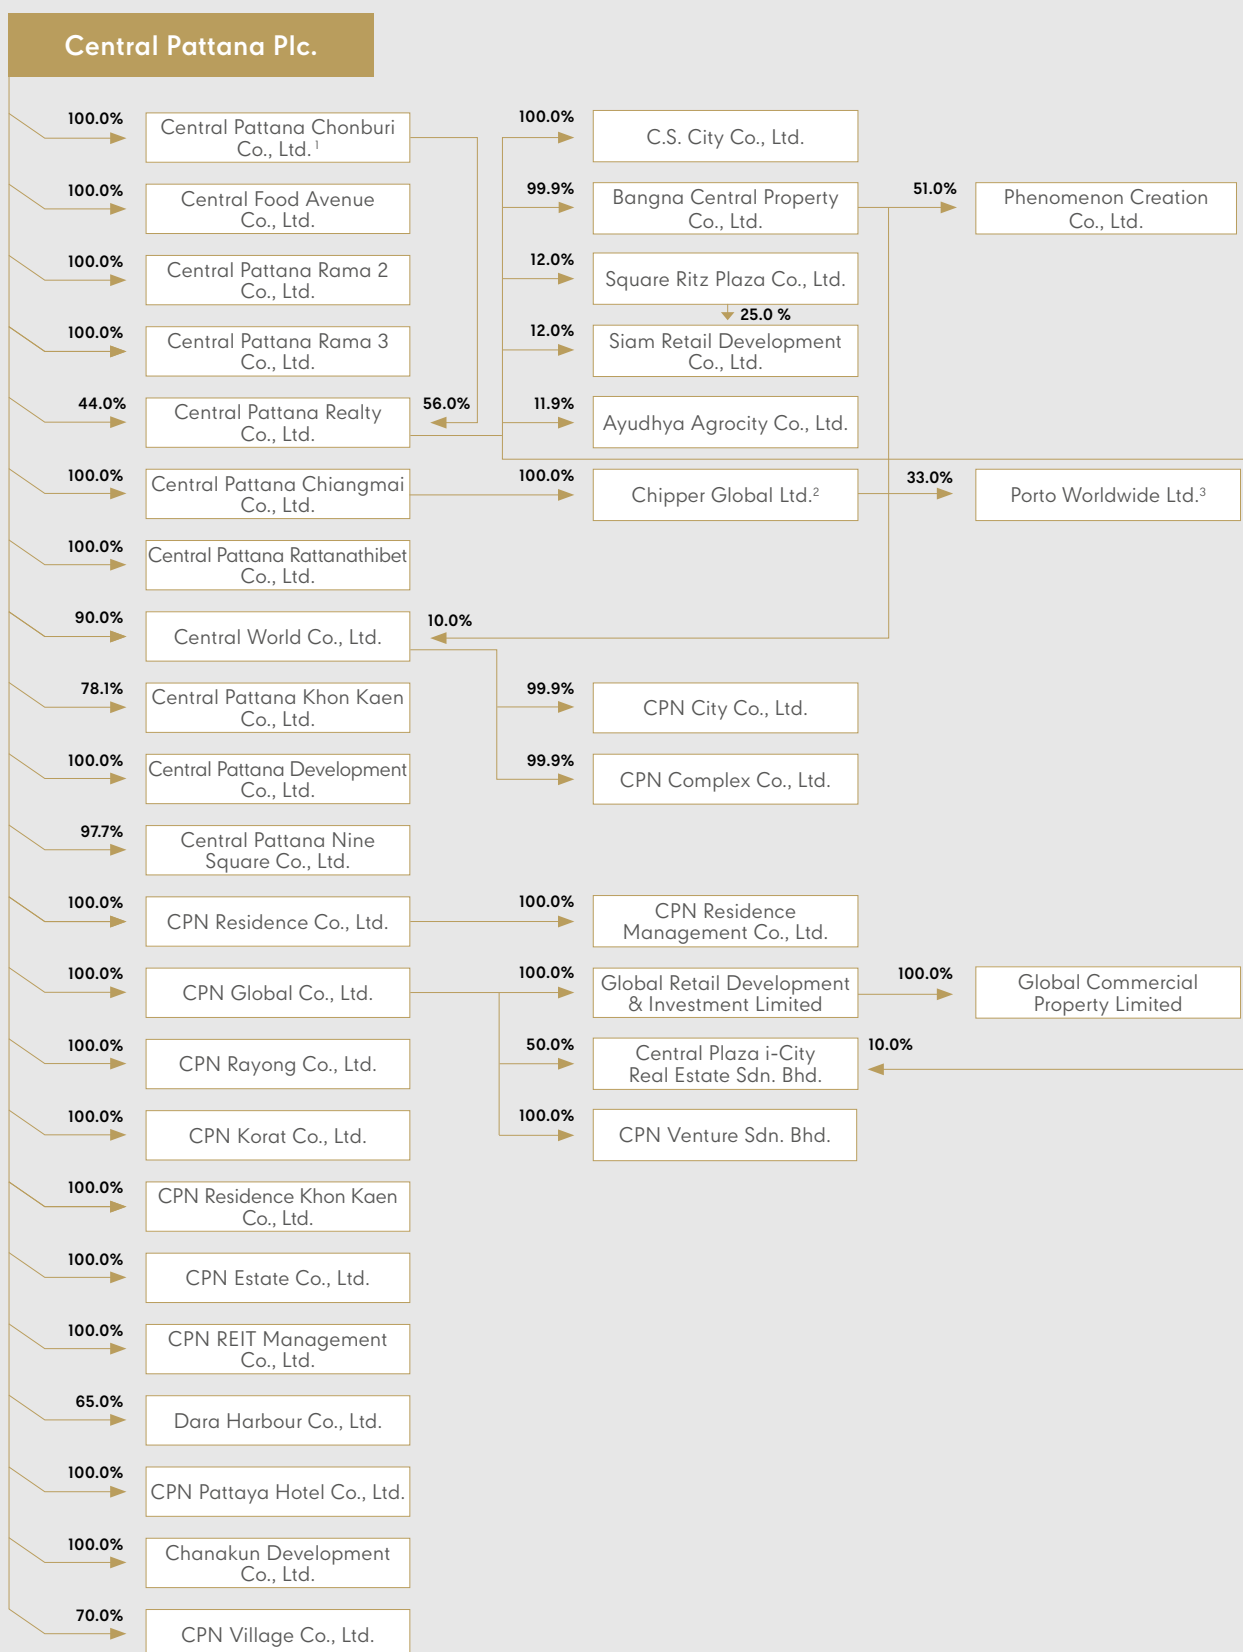 Central Pattana Plc.
100.0%
Central Pattana Chonburi
Co., Ltd.¹
100.0%
C.S. City Co., Ltd.
100.0%
Central Food Avenue
Co., Ltd.
99.9%
Bangna Central Property
Co., Ltd.
51.0%
Phenomenon Creation
Co., Ltd.
100.0%
Central Pattana Rama 2
Co., Ltd.
12.0%
Square Ritz Plaza Co., Ltd.
25.0 %
100.0%
Central Pattana Rama 3
Co., Ltd.
12.0%
Siam Retail Development
Co., Ltd.
44.0%
Central Pattana Realty
Co., Ltd.
56.0%
11.9%
Ayudhya Agrocity Co., Ltd.
100.0%
Central Pattana Chiangmai
Co., Ltd.
100.0%
Chipper Global Ltd.²
33.0%
Porto Worldwide Ltd.³
100.0%
Central Pattana Rattanathibet
Co., Ltd.
90.0%
Central World Co., Ltd.
10.0%
78.1%
Central Pattana Khon Kaen
Co., Ltd.
99.9%
CPN City Co., Ltd.
100.0%
Central Pattana Development
Co., Ltd.
99.9%
CPN Complex Co., Ltd.
97.7%
Central Pattana Nine
Square Co., Ltd.
100.0%
CPN Residence Co., Ltd.
100.0%
CPN Residence
Management Co., Ltd.
100.0%
CPN Global Co., Ltd.
100.0%
Global Retail Development
& Investment Limited
100.0%
Global Commercial
Property Limited
100.0%
CPN Rayong Co., Ltd.
50.0%
Central Plaza i-City
Real Estate Sdn. Bhd.
10.0%
100.0%
CPN Korat Co., Ltd.
100.0%
CPN Venture Sdn. Bhd.
100.0%
CPN Residence Khon Kaen
Co., Ltd.
100.0%
CPN Estate Co., Ltd.
100.0%
CPN REIT Management
Co., Ltd.
65.0%
Dara Harbour Co., Ltd.
100.0%
CPN Pattaya Hotel Co., Ltd.
100.0%
Chanakun Development
Co., Ltd.
70.0%
CPN Village Co., Ltd.